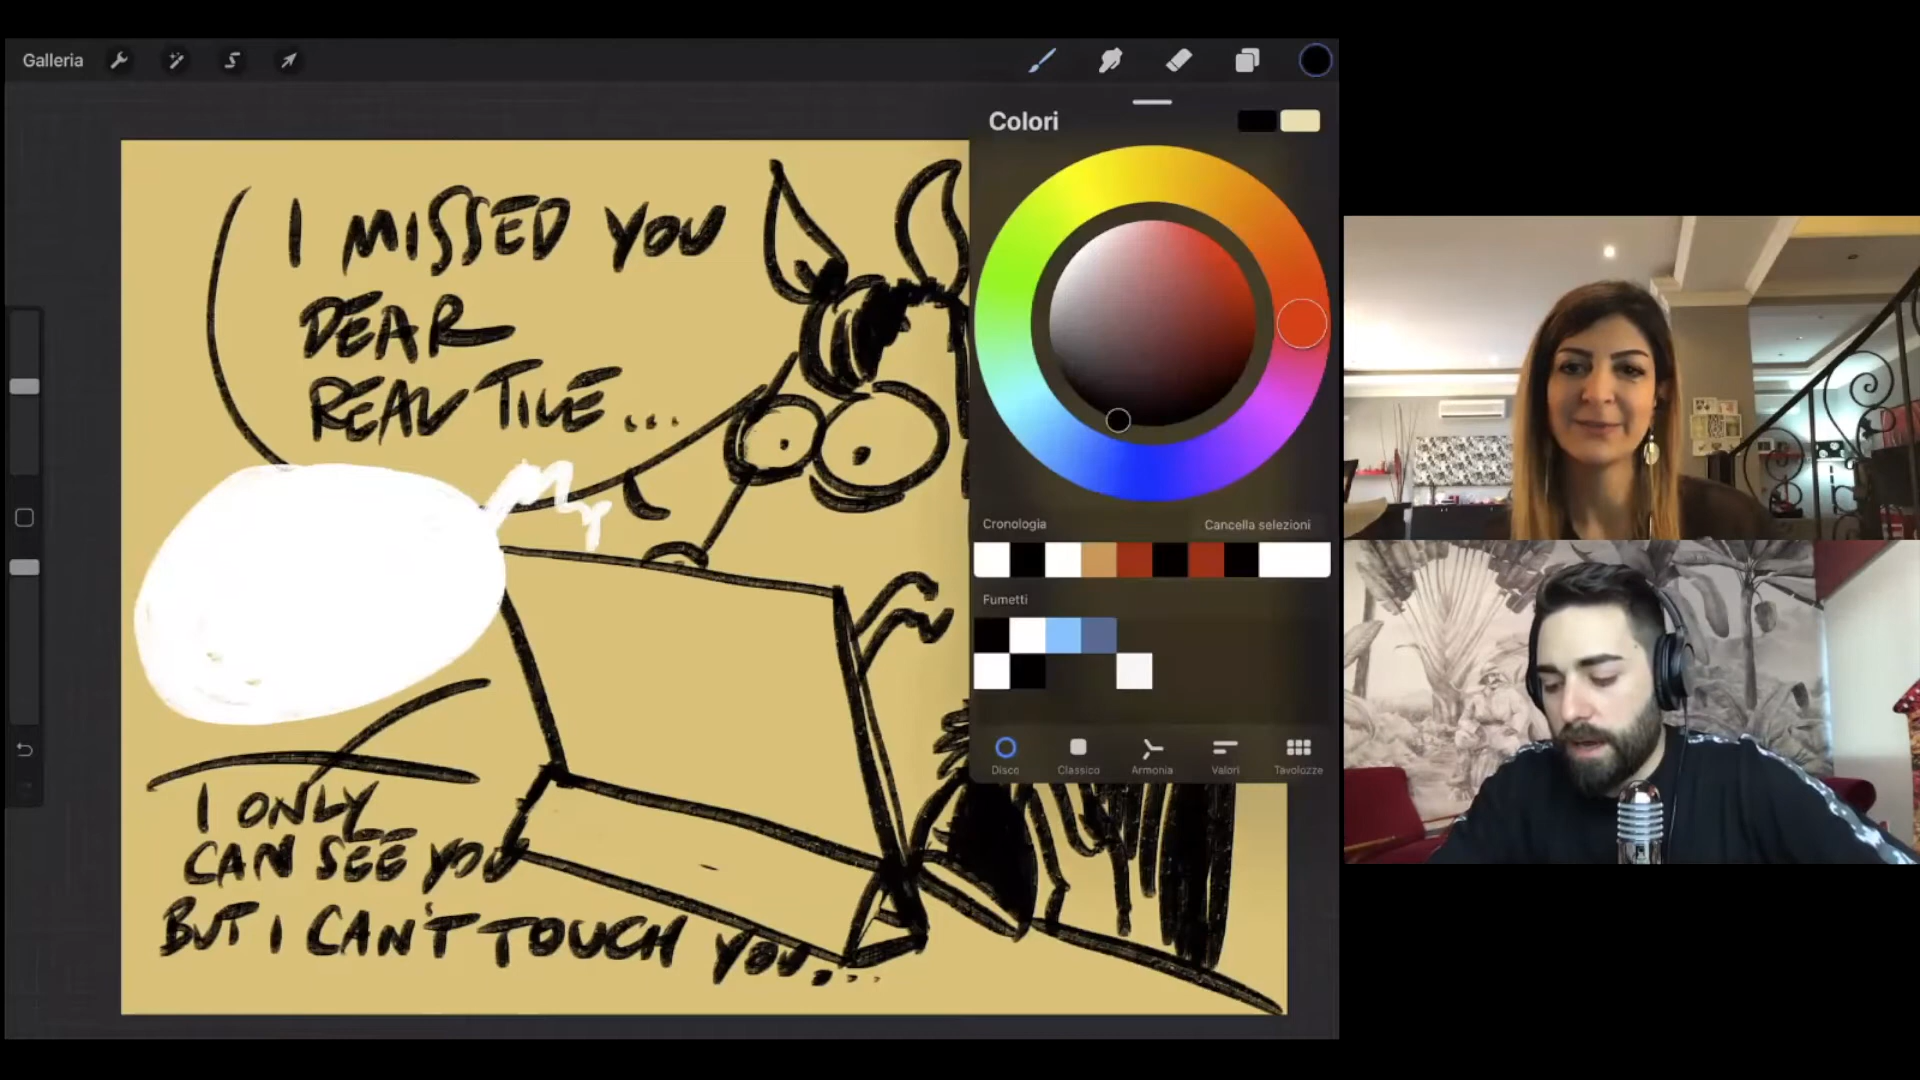 Galleria
Colori
I MISSED YOU
DEAR
REAL TILE...
I ONLY
CAN SEE YOU
BUT I CAN'T TOUCH YOU...
Cronologia
Cancella selezioni
Fumetti
Disco
Classico
Armonia
Valori
Tavolozze